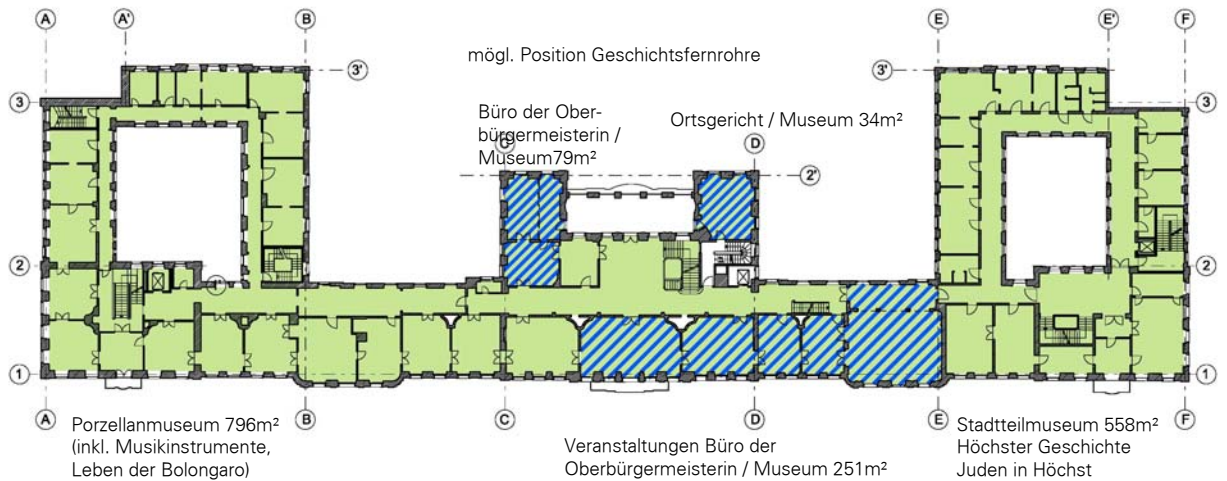 A A' B E E' F
mögl. Position Geschichtsfernrohre
3' 3'
3 3
Büro der Ober-
bürgermeisterin /
Museum79m²
Ortsgericht / Museum 34m²
C D
2'
2 2
1'
1 1
A B C D E F
Porzellanmuseum 796m²
(inkl. Musikinstrumente,
Leben der Bolongaro)
Veranstaltungen Büro der
Oberbürgermeisterin / Museum 251m²
Stadtteilmuseum 558m²
Höchster Geschichte
Juden in Höchst